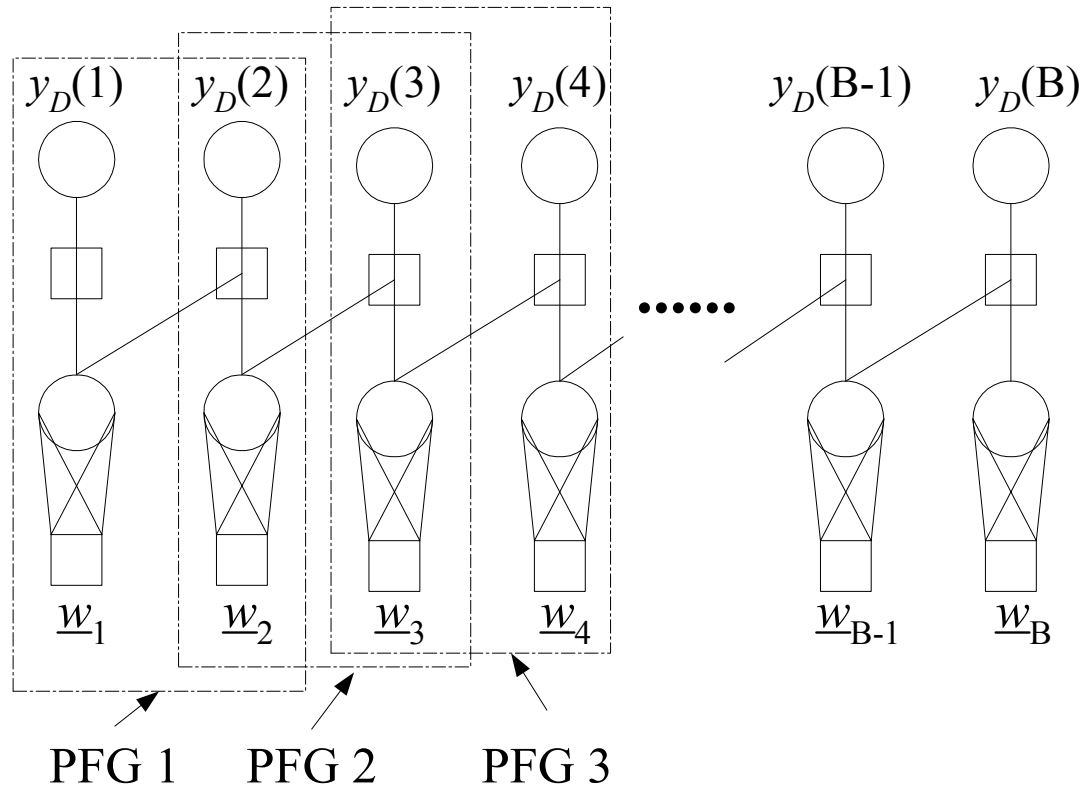 y_D(1) y_D(2) y_D(3) y_D(4) y_D(B-1) y_D(B)
w_1 w_2 w_3 w_4 w_B-1 w_B
PFG 1 PFG 2 PFG 3